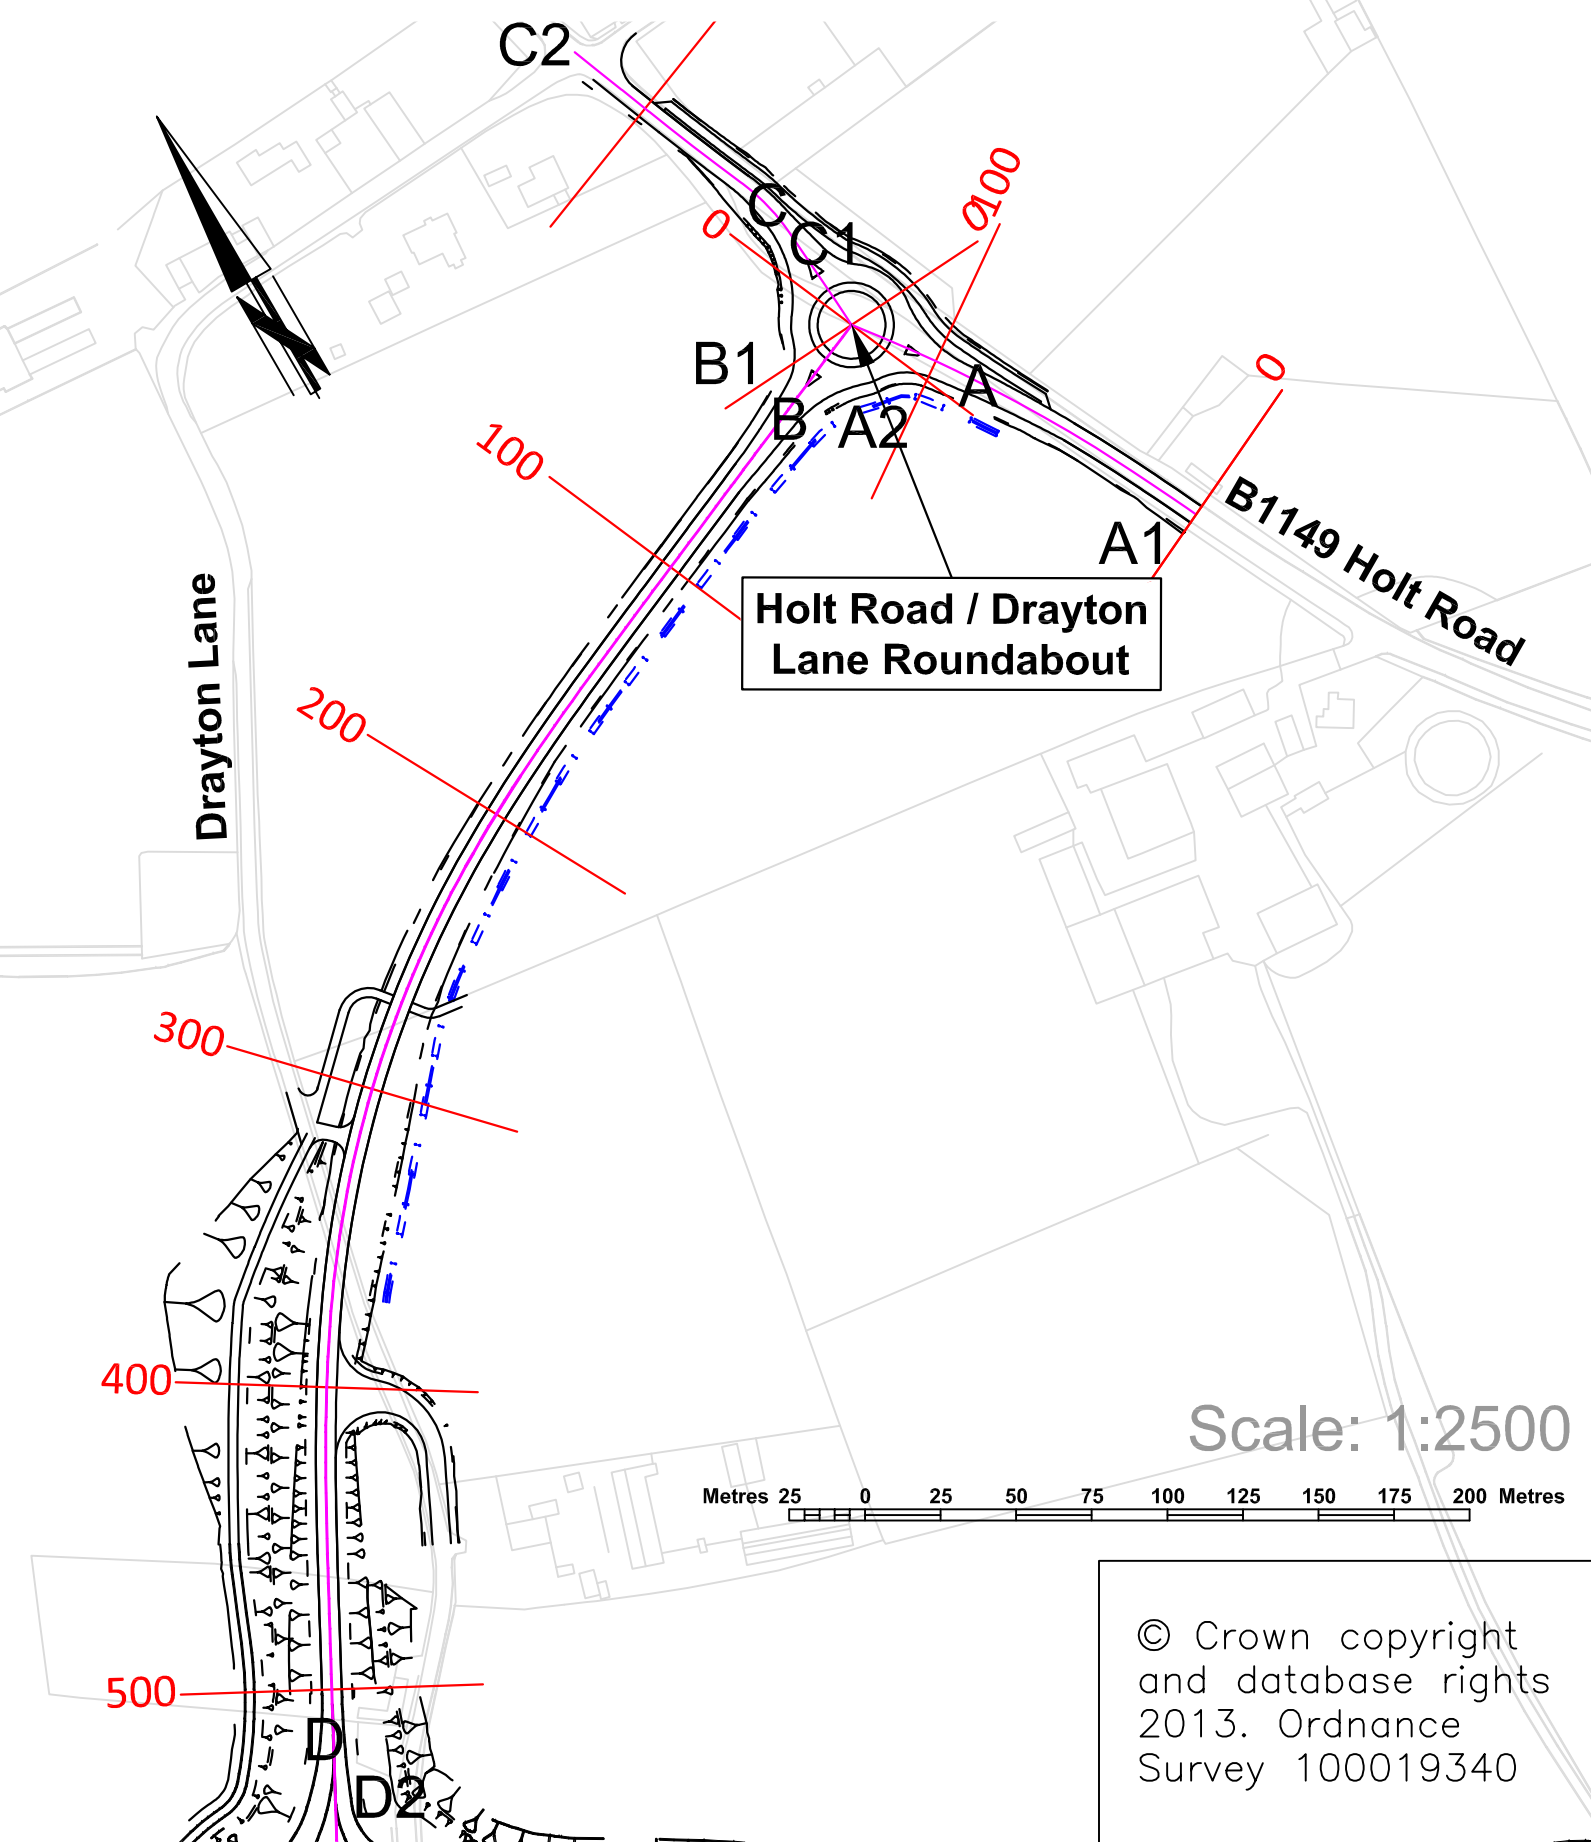 C2
C
C1
0
0
100
B1
B
A2
A
0
A1
B1149 Holt Road
N
100
Holt Road / Drayton
Lane Roundabout
Drayton Lane
200
300
400
Scale: 1:2500
Metres 25 0 25 50 75 100 125 150 175 200 Metres
500
D
D2
© Crown copyright
and database rights
2013. Ordnance
Survey 100019340